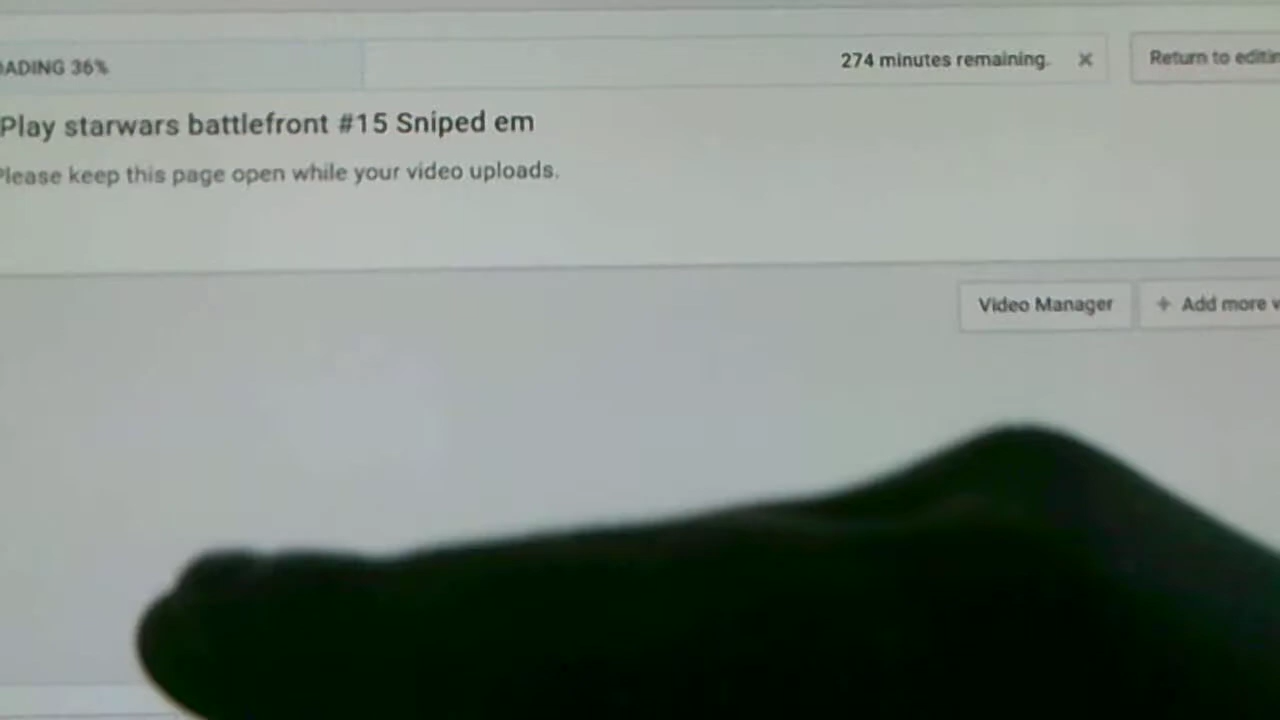 ADING 36% 274 minutes remaining. × Return to editin
Play starwars battlefront #15 Sniped em
Please keep this page open while your video uploads.
Video Manager + Add more v